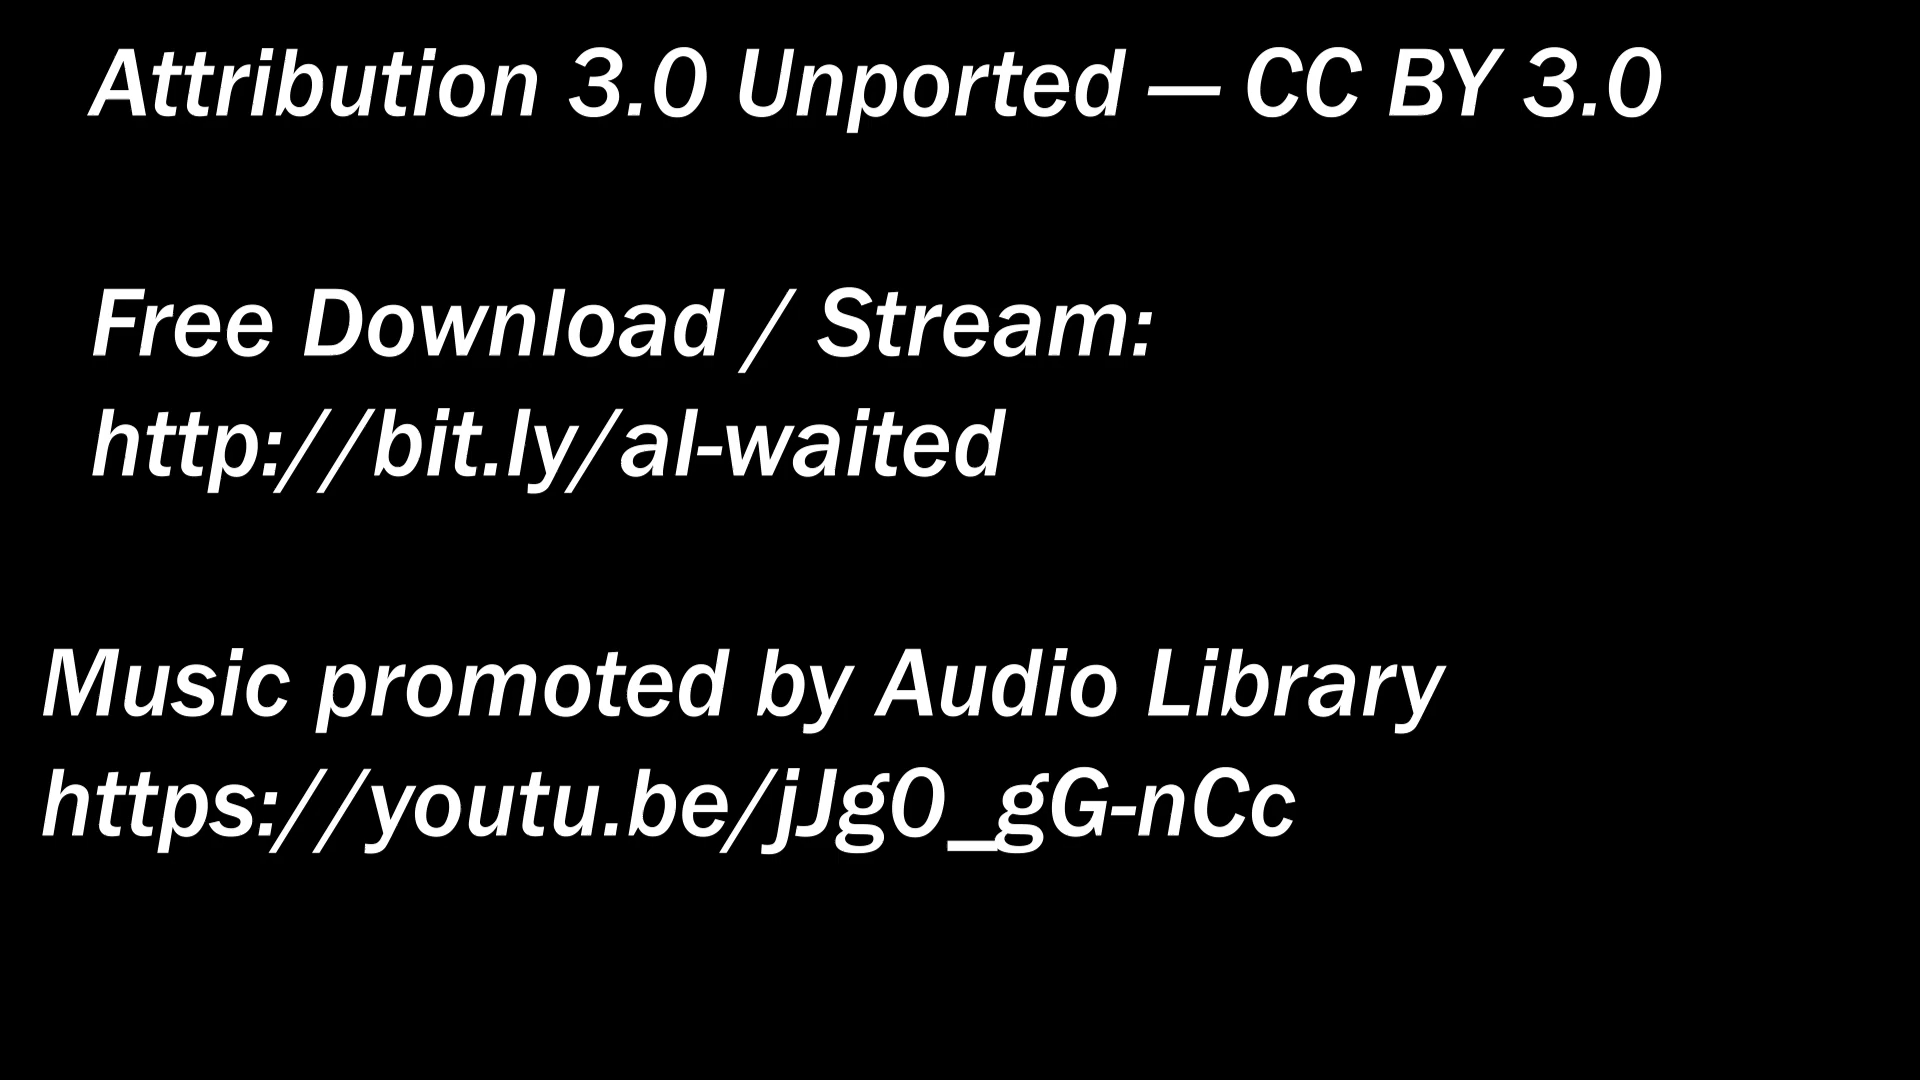 Attribution 3.0 Unported — CC BY 3.0
Free Download / Stream:
http://bit.ly/al-waited
Music promoted by Audio Library
https://youtu.be/jJg0_gG-nCc